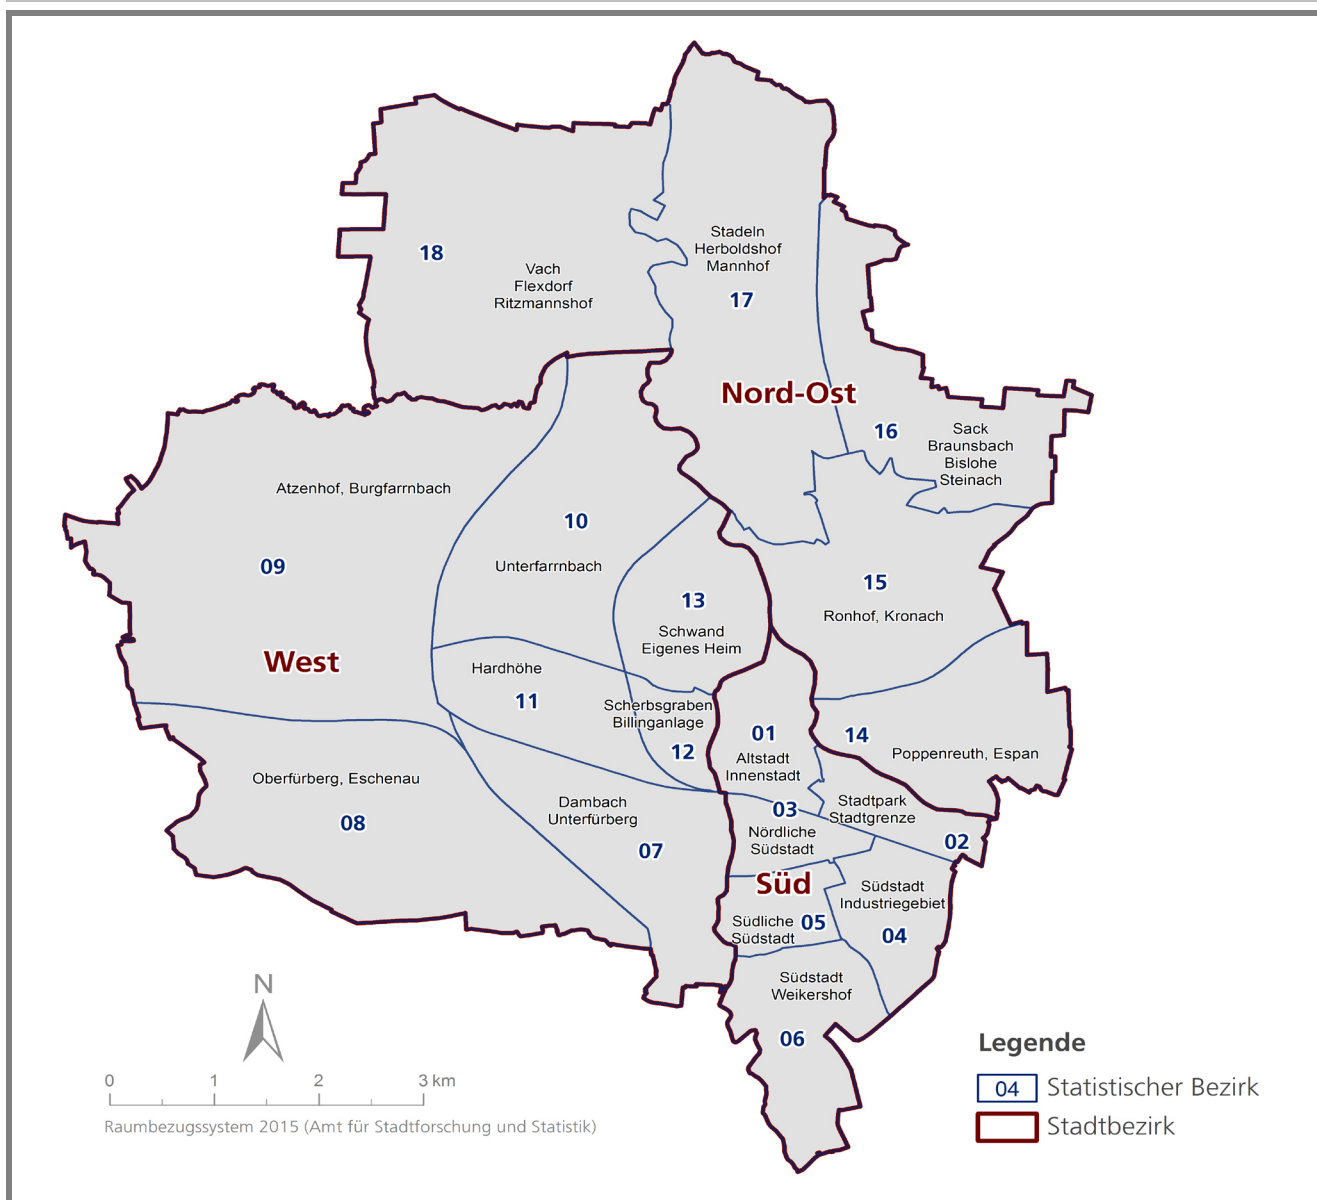 Stadeln
Herboldshof
Mannhof
17
18
Vach
Flexdorf
Ritzmannshof
Nord-Ost
16
Sack
Braunsbach
Bislohe
Steinach
Atzenhof, Burgfarrnbach
09
10
Unterfarrnbach
15
Ronhof, Kronach
13
Schwand
Eigenes Heim
West
Hardhöhe
11
Scherbsgraben
Billinganlage
12
01
Altstadt
Innenstadt
14
Poppenreuth, Espan
Oberfürberg, Eschenau
08
Dambach
Unterfürberg
07
03
Nördliche
Südstadt
Stadtpark
Stadtgrenze
02
Süd
Südstadt
Industriegebiet
04
Südliche
Südstadt
05
Südstadt
Weikershof
06
N
0 1 2 3 km
Raumbezugssystem 2015 (Amt für Stadtforschung und Statistik)
Legende
04 Statistischer Bezirk
Stadtbezirk